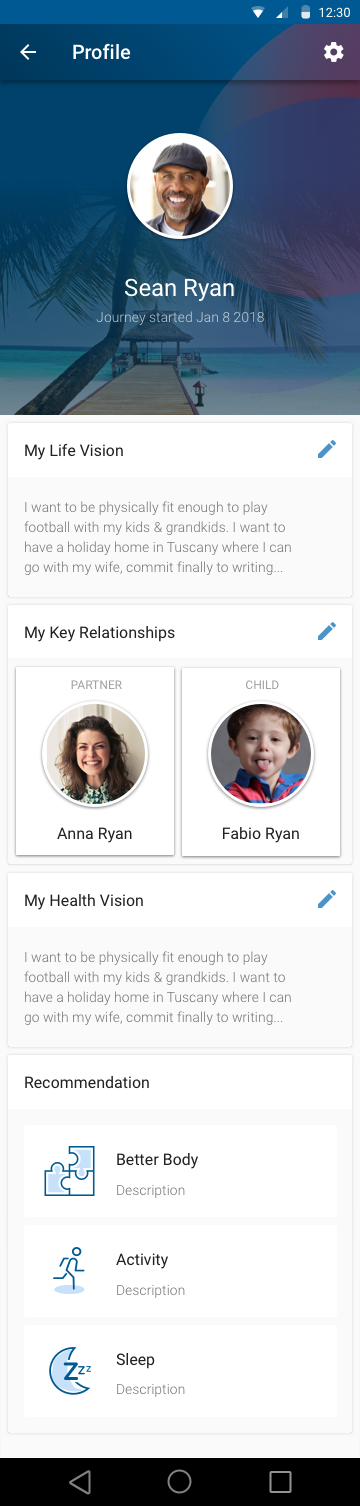 12:30
Profile
Sean Ryan
Journey started Jan 8 2018
My Life Vision
I want to be physically fit enough to play
football with my kids & grandkids. I want to
have a holiday home in Tuscany where I can
go with my wife, commit finally to writing...
My Key Relationships
PARTNER
CHILD
Anna Ryan
Fabio Ryan
My Health Vision
I want to be physically fit enough to play
football with my kids & grandkids. I want to
have a holiday home in Tuscany where I can
go with my wife, commit finally to writing...
Recommendation
Better Body
Description
Activity
Description
Zzz
Sleep
Description